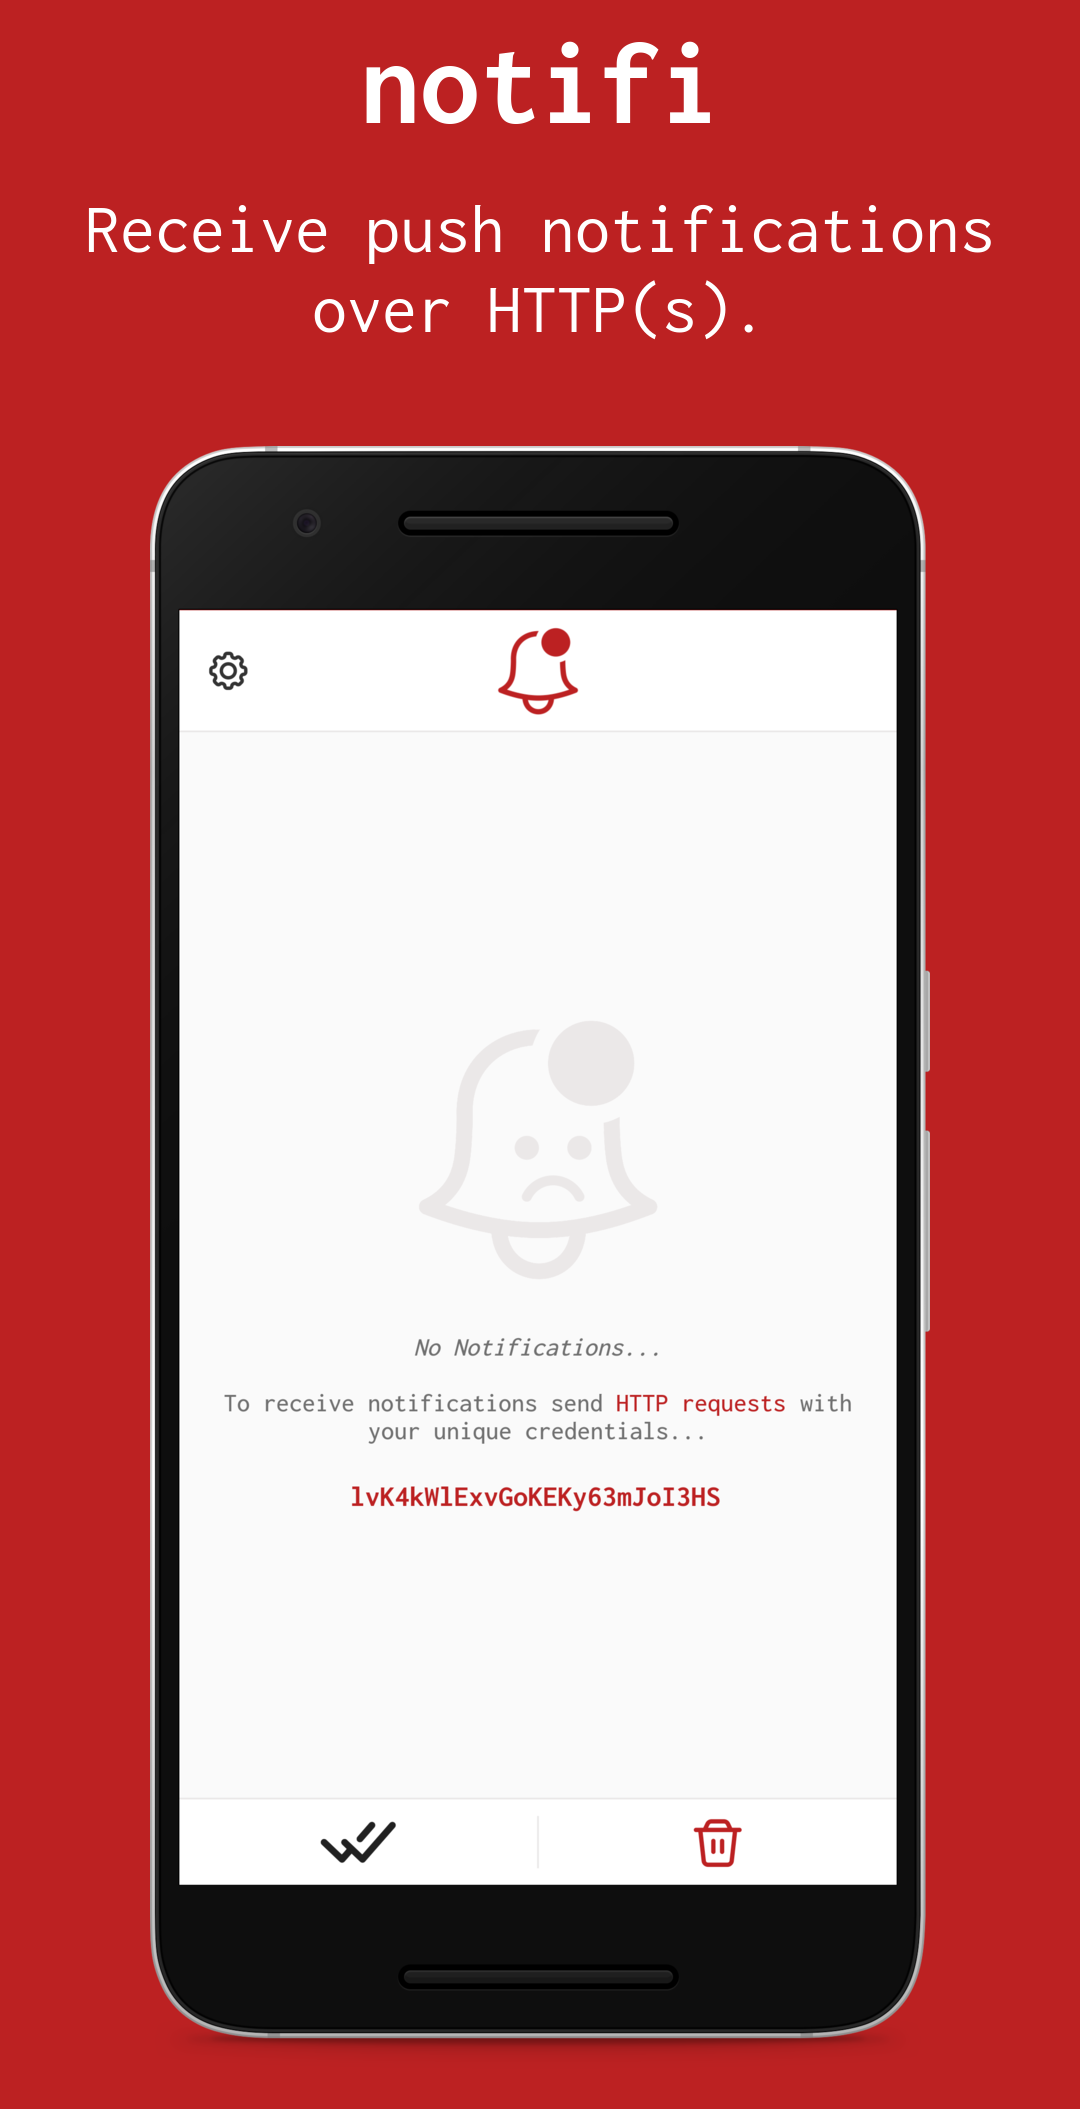 notifi
Receive push notifications
over HTTP(s).
No Notifications...
To receive notifications send HTTP requests with
your unique credentials...
lvK4kWlExvGoKEKy63mJoI3HS